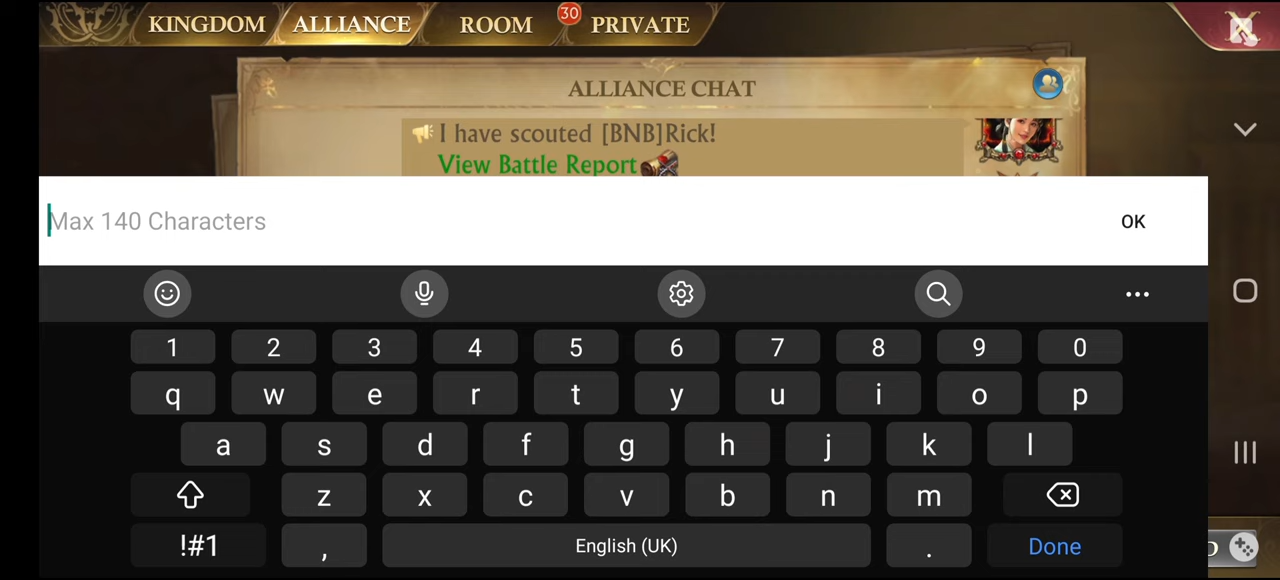 KINGDOM ALLIANCE ROOM 30 PRIVATE
ALLIANCE CHAT
I have scouted [BNB]Rick!
View Battle Report
Max 140 Characters
OK
1 2 3 4 5 6 7 8 9 0
q w e r t y u i o p
a s d f g h j k l
z x c v b n m
!#1 , English (UK) . Done